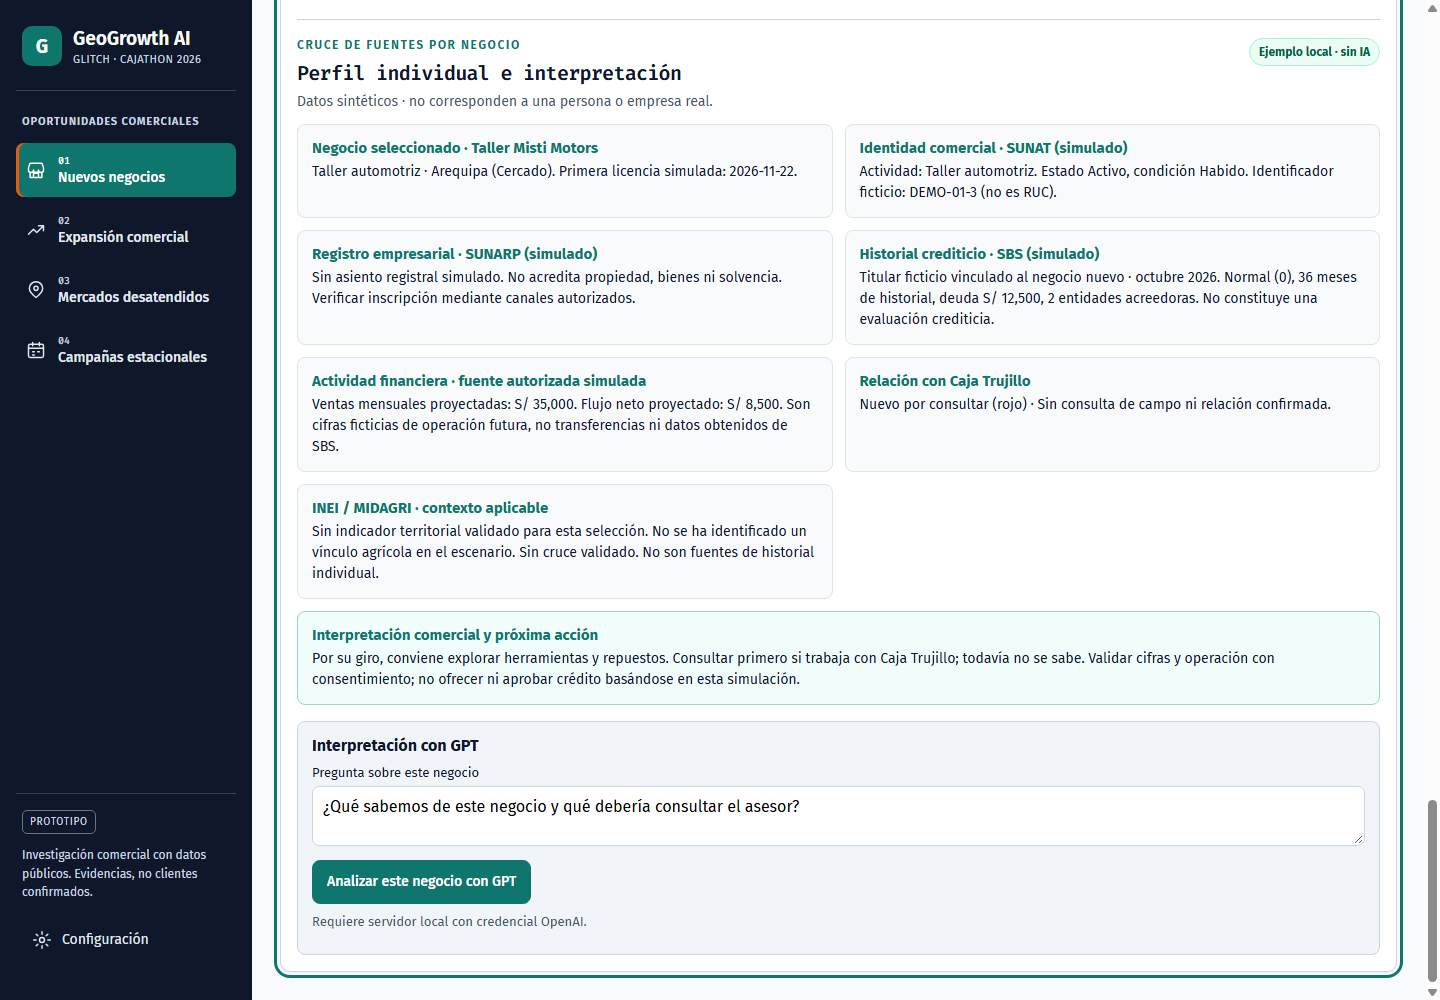 G
GeoGrowth AI
GLITCH · CAJATHON 2026
OPORTUNIDADES COMERCIALES
01
Nuevos negocios
02
Expansión comercial
03
Mercados desatendidos
04
Campañas estacionales
PROTOTIPO
Investigación comercial con datos
públicos. Evidencias, no clientes
confirmados.
Configuración
CRUCE DE FUENTES POR NEGOCIO
Ejemplo local · sin IA
Perfil individual e interpretación
Datos sintéticos · no corresponden a una persona o empresa real.
Negocio seleccionado · Taller Misti Motors
Taller automotriz · Arequipa (Cercado). Primera licencia simulada: 2026-11-22.
Identidad comercial · SUNAT (simulado)
Actividad: Taller automotriz. Estado Activo, condición Habido. Identificador
ficticio: DEMO-01-3 (no es RUC).
Registro empresarial · SUNARP (simulado)
Sin asiento registral simulado. No acredita propiedad, bienes ni solvencia.
Verificar inscripción mediante canales autorizados.
Historial crediticio · SBS (simulado)
Titular ficticio vinculado al negocio nuevo · octubre 2026. Normal (0), 36 meses
de historial, deuda S/ 12,500, 2 entidades acreedoras. No constituye una
evaluación crediticia.
Actividad financiera · fuente autorizada simulada
Ventas mensuales proyectadas: S/ 35,000. Flujo neto proyectado: S/ 8,500. Son
cifras ficticias de operación futura, no transferencias ni datos obtenidos de
SBS.
Relación con Caja Trujillo
Nuevo por consultar (rojo) · Sin consulta de campo ni relación confirmada.
INEI / MIDAGRI · contexto aplicable
Sin indicador territorial validado para esta selección. No se ha identificado un
vínculo agrícola en el escenario. Sin cruce validado. No son fuentes de historial
individual.
Interpretación comercial y próxima acción
Por su giro, conviene explorar herramientas y repuestos. Consultar primero si trabaja con Caja Trujillo; todavía no se sabe. Validar cifras y operación con
consentimiento; no ofrecer ni aprobar crédito basándose en esta simulación.
Interpretación con GPT
Pregunta sobre este negocio
¿Qué sabemos de este negocio y qué debería consultar el asesor?
Analizar este negocio con GPT
Requiere servidor local con credencial OpenAI.